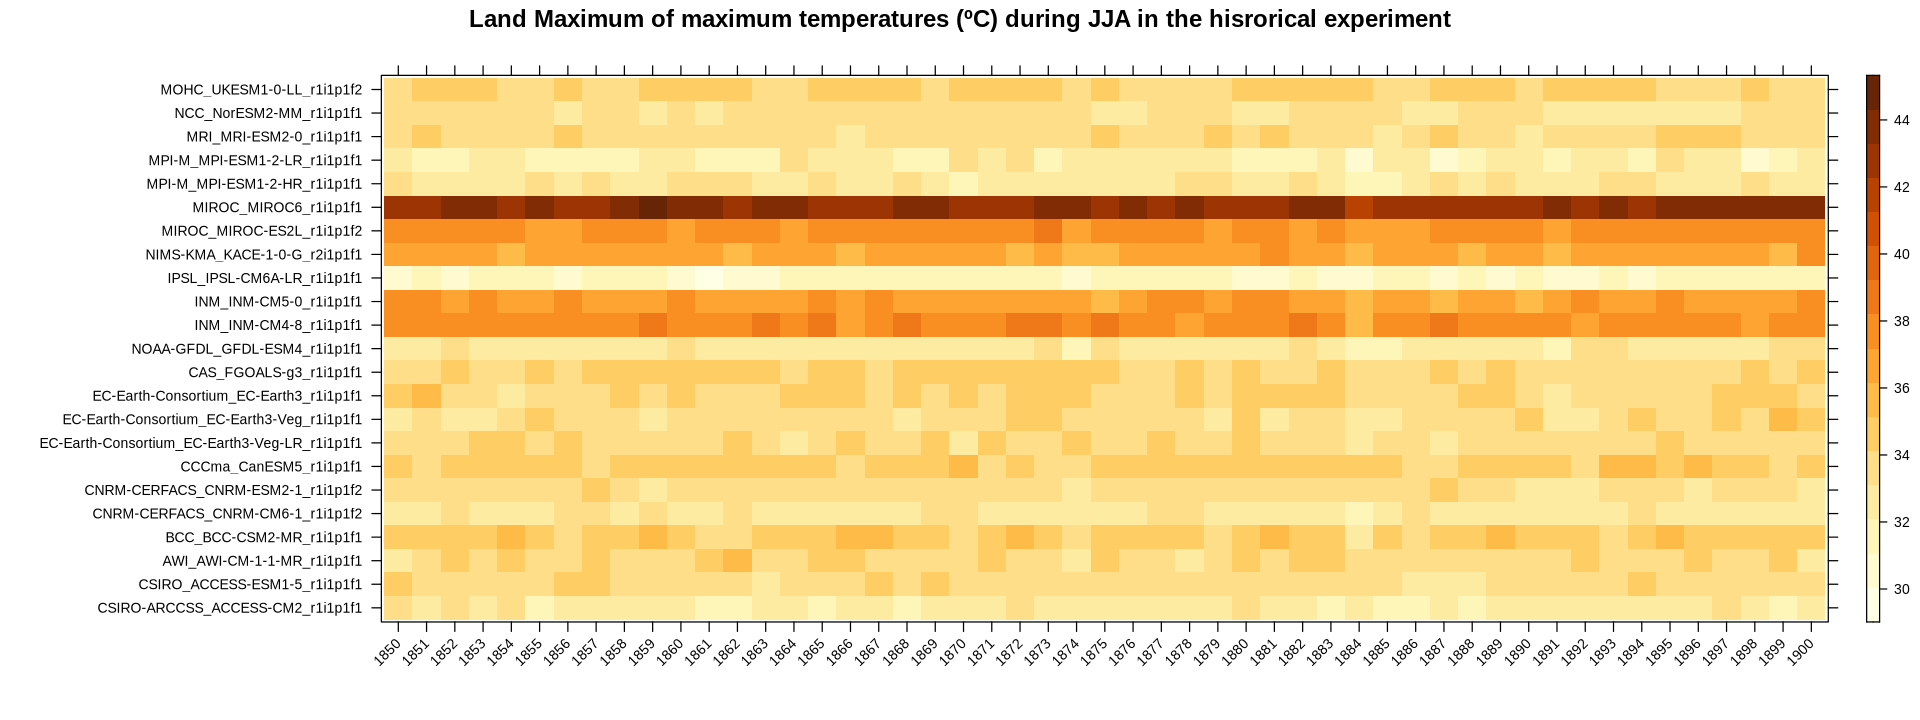 Land Maximum of maximum temperatures (ºC) during JJA in the hisrorical experiment
MOHC_UKESM1-0-LL_r1i1p1f2
NCC_NorESM2-MM_r1i1p1f1
MRI_MRI-ESM2-0_r1i1p1f1
MPI-M_MPI-ESM1-2-LR_r1i1p1f1
MPI-M_MPI-ESM1-2-HR_r1i1p1f1
MIROC_MIROC6_r1i1p1f1
MIROC_MIROC-ES2L_r1i1p1f2
NIMS-KMA_KACE-1-0-G_r2i1p1f1
IPSL_IPSL-CM6A-LR_r1i1p1f1
INM_INM-CM5-0_r1i1p1f1
INM_INM-CM4-8_r1i1p1f1
NOAA-GFDL_GFDL-ESM4_r1i1p1f1
CAS_FGOALS-g3_r1i1p1f1
EC-Earth-Consortium_EC-Earth3_r1i1p1f1
EC-Earth-Consortium_EC-Earth3-Veg_r1i1p1f1
EC-Earth-Consortium_EC-Earth3-Veg-LR_r1i1p1f1
CCCma_CanESM5_r1i1p1f1
CNRM-CERFACS_CNRM-ESM2-1_r1i1p1f2
CNRM-CERFACS_CNRM-CM6-1_r1i1p1f2
BCC_BCC-CSM2-MR_r1i1p1f1
AWI_AWI-CM-1-1-MR_r1i1p1f1
CSIRO_ACCESS-ESM1-5_r1i1p1f1
CSIRO-ARCCSS_ACCESS-CM2_r1i1p1f1
1850 1851 1852 1853 1854 1855 1856 1857 1858 1859 1860 1861 1862 1863 1864 1865 1866 1867 1868 1869 1870 1871 1872 1873 1874 1875 1876 1877 1878 1879 1880 1881 1882 1883 1884 1885 1886 1887 1888 1889 1890 1891 1892 1893 1894 1895 1896 1897 1898 1899 1900
44
42
40
38
36
34
32
30